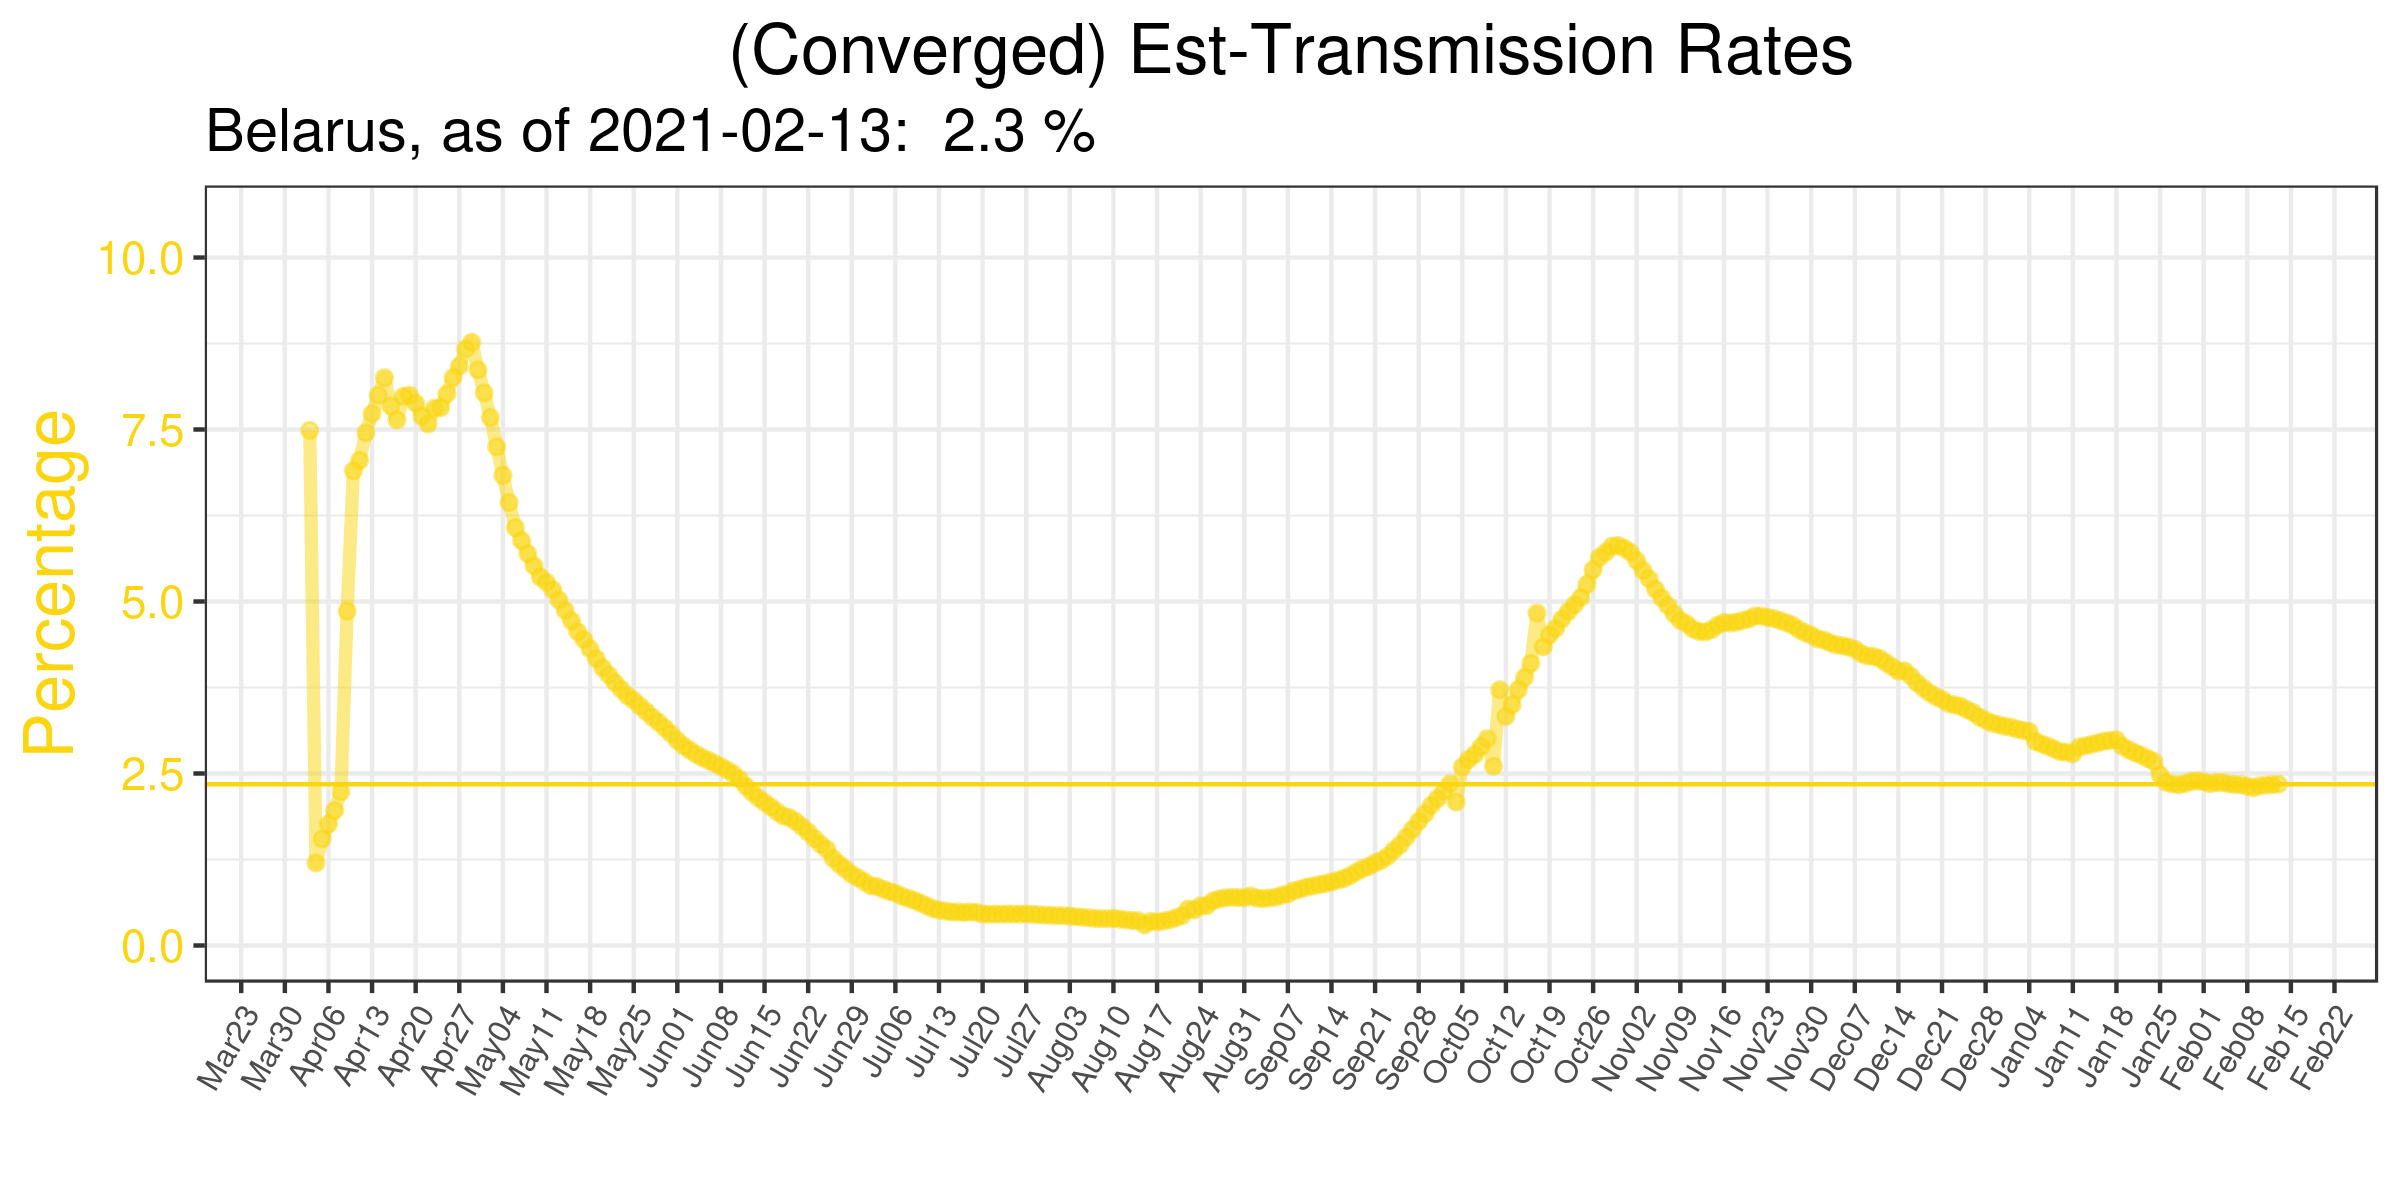 (Converged) Est-Transmission Rates
Belarus, as of 2021-02-13:  2.3 %
Percentage
10.0
7.5
5.0
2.5
0.0
Mar23
Mar30
Apr06
Apr13
Apr20
Apr27
May04
May11
May18
May25
Jun01
Jun08
Jun15
Jun22
Jun29
Jul06
Jul13
Jul20
Jul27
Aug03
Aug10
Aug17
Aug24
Aug31
Sep07
Sep14
Sep21
Sep28
Oct05
Oct12
Oct19
Oct26
Nov02
Nov09
Nov16
Nov23
Nov30
Dec07
Dec14
Dec21
Dec28
Jan04
Jan11
Jan18
Jan25
Feb01
Feb08
Feb15
Feb22